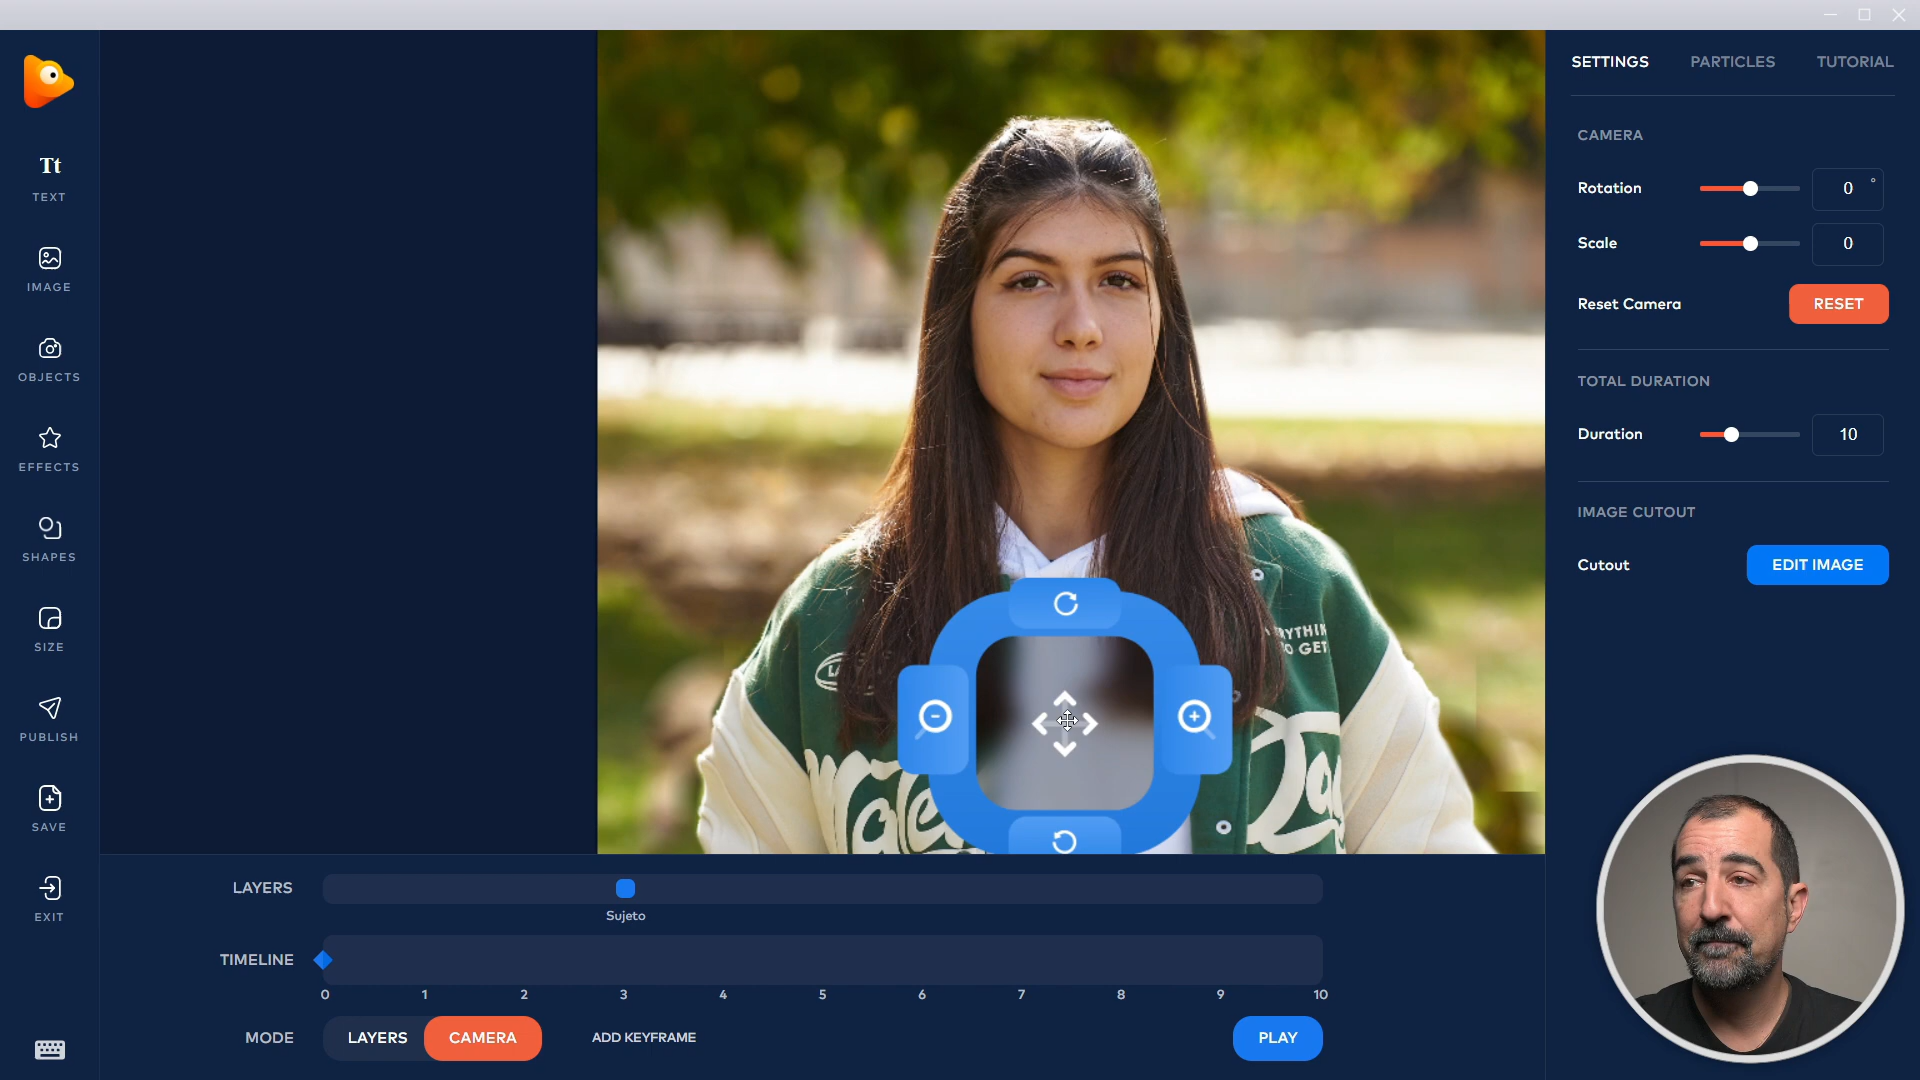 SETTINGS
PARTICLES
TUTORIAL
Tt
TEXT
IMAGE
OBJECTS
EFFECTS
SHAPES
SIZE
PUBLISH
SAVE
EXIT
CAMERA
Rotation
0 °
Scale
0
Reset Camera
RESET
TOTAL DURATION
Duration
10
IMAGE CUTOUT
Cutout
EDIT IMAGE
LAYERS
Sujeto
TIMELINE
0 1 2 3 4 5 6 7 8 9 10
MODE
LAYERS
CAMERA
ADD KEYFRAME
PLAY